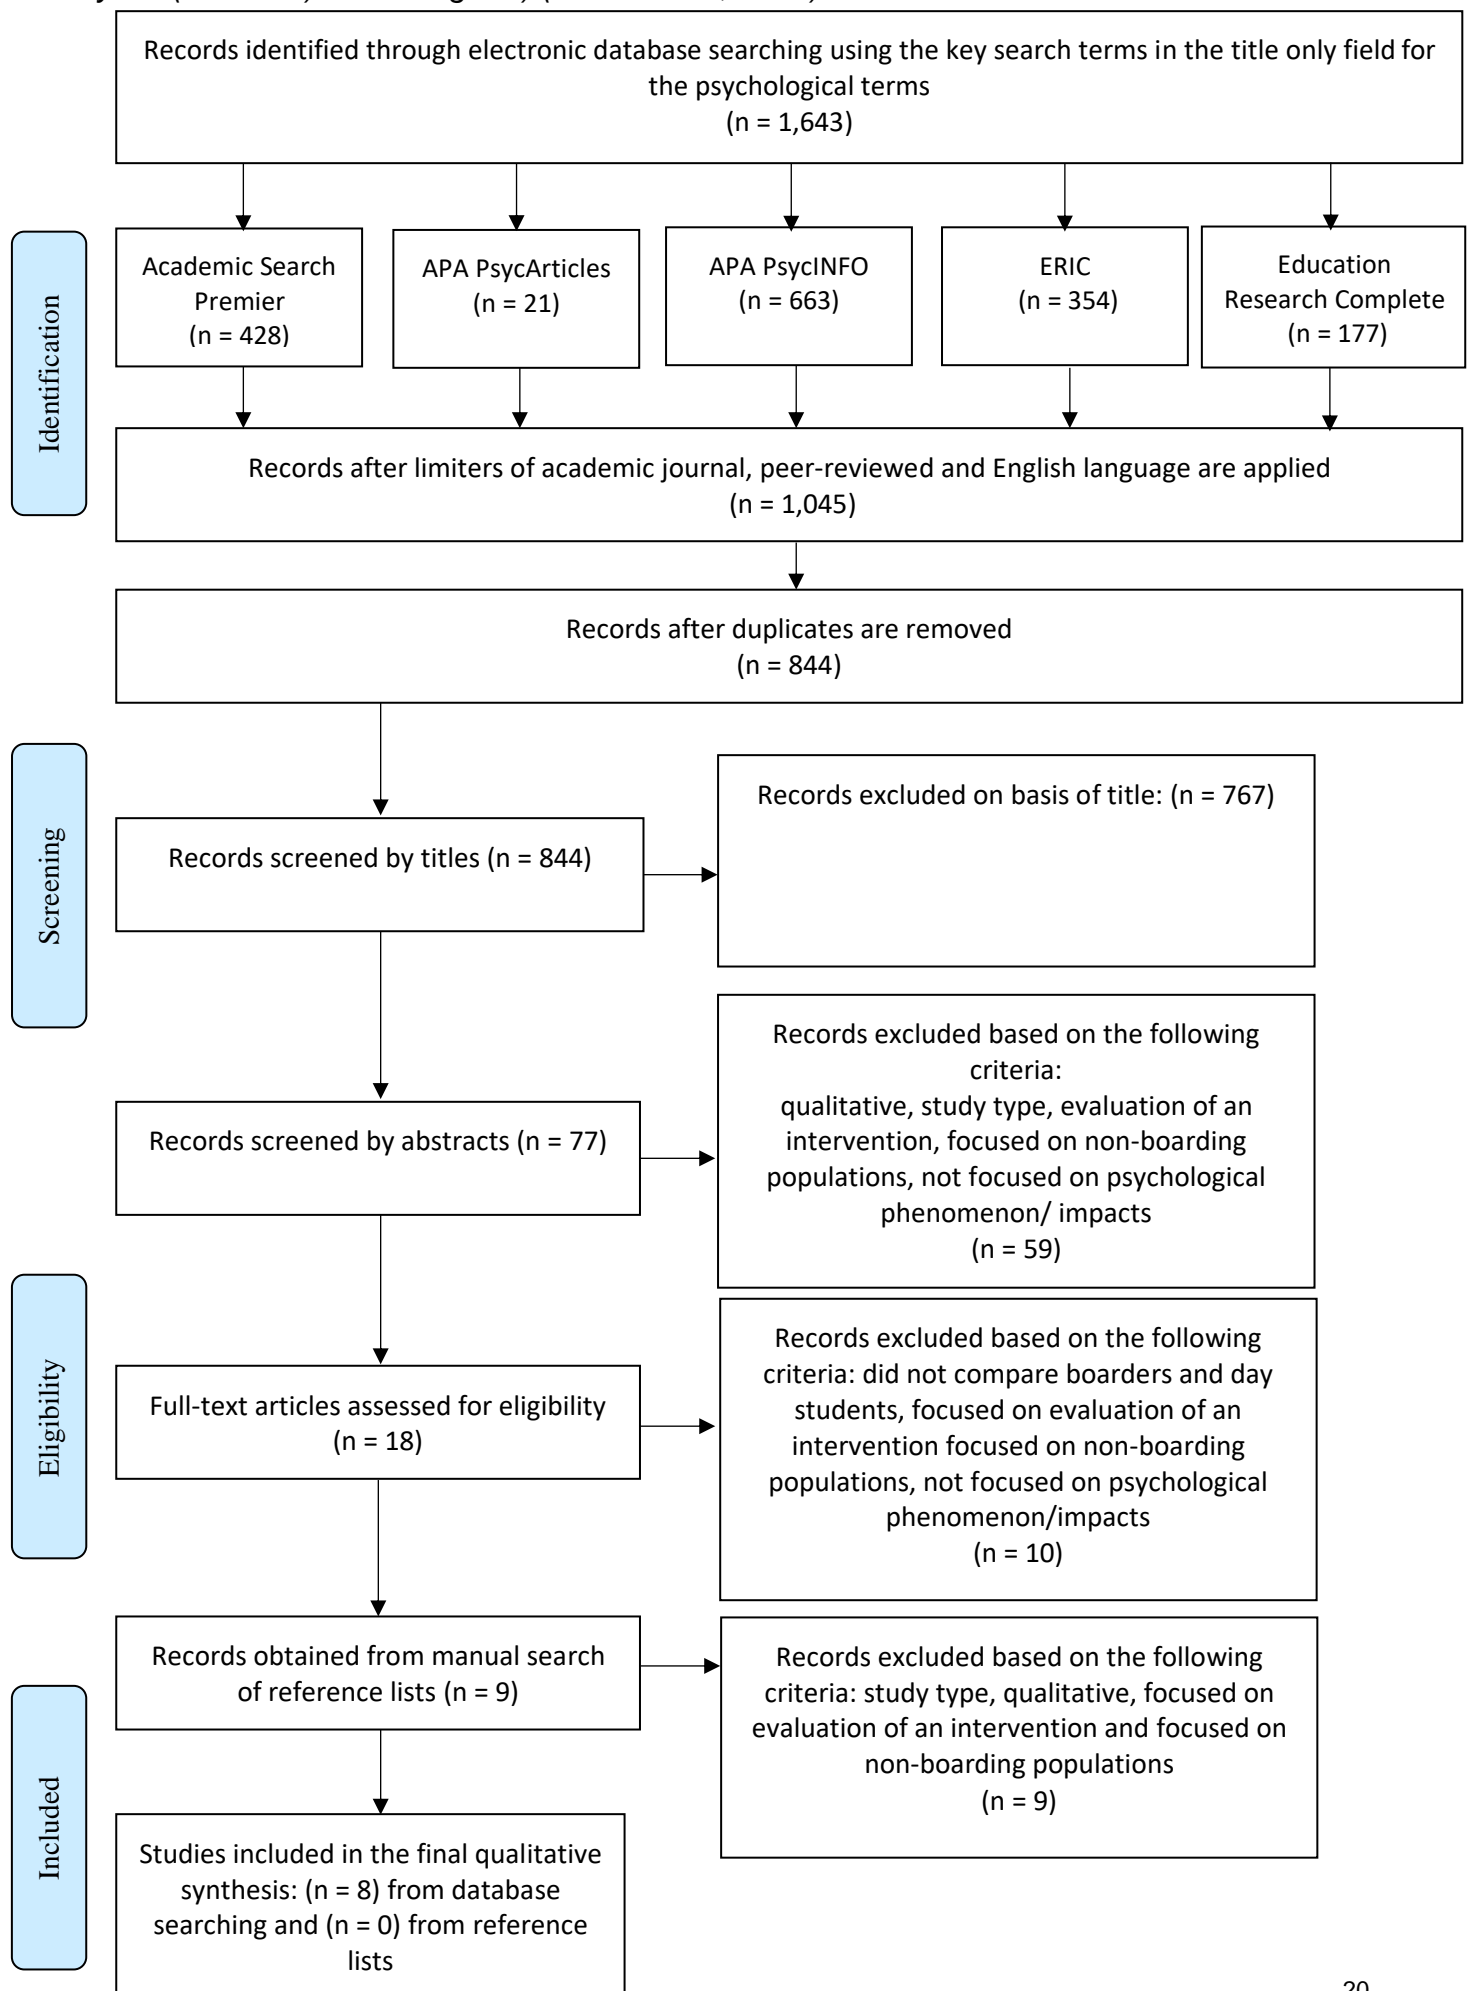 Records identified through electronic database searching using the key search terms in the title only field for
the psychological terms
(n = 1,643)
Identification
Academic Search
Premier
(n = 428)
APA PsycArticles
(n = 21)
APA PsycINFO
(n = 663)
ERIC
(n = 354)
Education
Research Complete
(n = 177)
Records after limiters of academic journal, peer-reviewed and English language are applied
(n = 1,045)
Records after duplicates are removed
(n = 844)
Screening
Records screened by titles (n = 844)
Records excluded on basis of title: (n = 767)
Records screened by abstracts (n = 77)
Records excluded based on the following
criteria:
qualitative, study type, evaluation of an
intervention, focused on non-boarding
populations, not focused on psychological
phenomenon/ impacts
(n = 59)
Eligibility
Full-text articles assessed for eligibility
(n = 18)
Records excluded based on the following
criteria: did not compare boarders and day
students, focused on evaluation of an
intervention focused on non-boarding
populations, not focused on psychological
phenomenon/impacts
(n = 10)
Records obtained from manual search
of reference lists (n = 9)
Records excluded based on the following
criteria: study type, qualitative, focused on
evaluation of an intervention and focused on
non-boarding populations
(n = 9)
Included
Studies included in the final qualitative
synthesis: (n = 8) from database
searching and (n = 0) from reference
lists
20